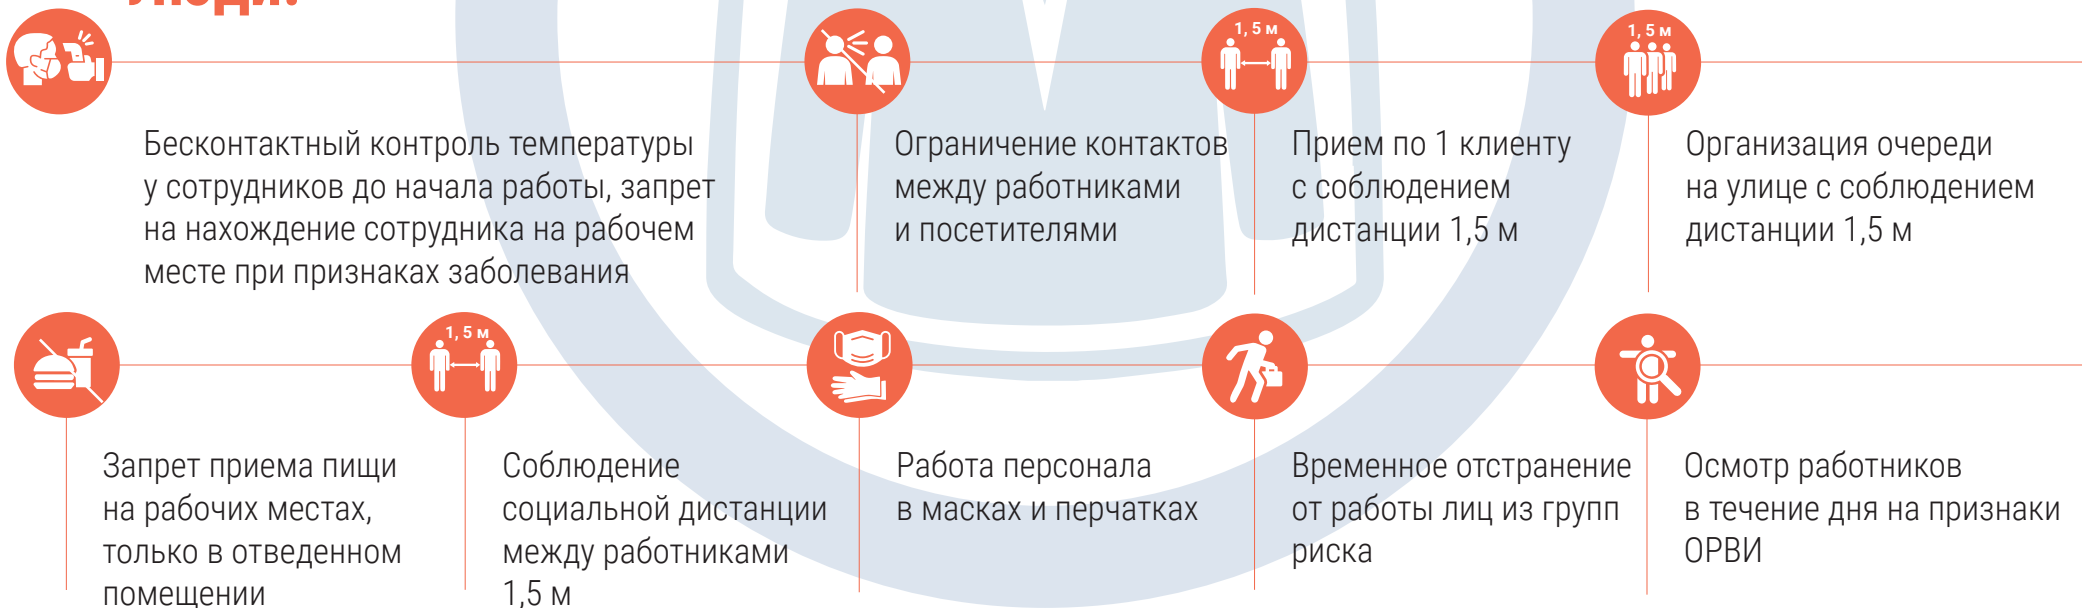 Люди:
1, 5 м
1, 5 м
Бесконтактный контроль температуры
у сотрудников до начала работы, запрет
на нахождение сотрудника на рабочем
месте при признаках заболевания
Ограничение контактов
между работниками
и посетителями
Прием по 1 клиенту
с соблюдением
дистанции 1,5 м
Организация очереди
на улице с соблюдением
дистанции 1,5 м
1, 5 м
Запрет приема пищи
на рабочих местах,
только в отведенном
помещении
Соблюдение
социальной дистанции
между работниками
1,5 м
Работа персонала
в масках и перчатках
Временное отстранение
от работы лиц из групп
риска
Осмотр работников
в течение дня на признаки
ОРВИ